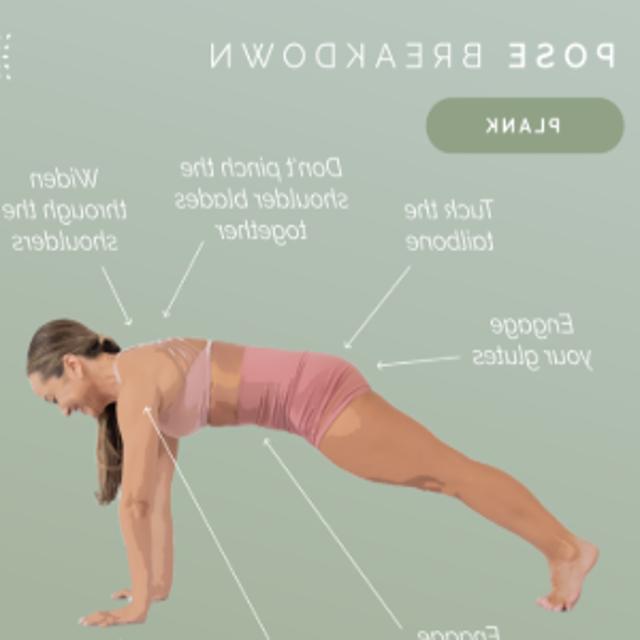 POSE BREAKDOWN
PLANK
Widen
through the
shoulders
Don't pinch the
shoulder blades
together
Tuck the
tailbone
Engage
your glutes
Engage